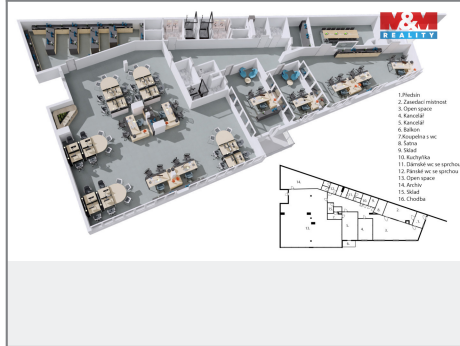 M&M
REALITY
1.Předsín
2. Zasedací místnost
3. Open space
4. Kancelář
5. Kancelář
6. Balkon
7.Koupelna s wc
8. Šatna
9. Sklad
10. Kuchyňka
11. Dámské wc se sprchou
12. Pánské wc se sprchou
13. Open space
14. Archiv
15. Sklad
16. Chodba